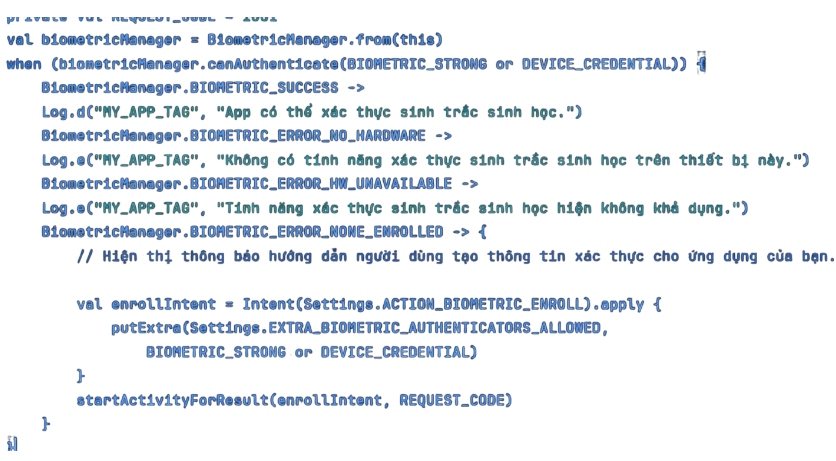 private val REQUEST_CODE = 1001
val biometricManager = BiometricManager.from(this)
when (biometricManager.canAuthenticate(BIOMETRIC_STRONG or DEVICE_CREDENTIAL)) {
BiometricManager.BIOMETRIC_SUCCESS ->
Log.d("MY_APP_TAG", "App có thể xác thực sinh trắc sinh học.")
BiometricManager.BIOMETRIC_ERROR_NO_HARDWARE ->
Log.e("MY_APP_TAG", "Không có tính năng xác thực sinh trắc sinh học trên thiết bị này.")
BiometricManager.BIOMETRIC_ERROR_HW_UNAVAILABLE ->
Log.e("MY_APP_TAG", "Tính năng xác thực sinh trắc sinh học hiện không khả dụng.")
BiometricManager.BIOMETRIC_ERROR_NONE_ENROLLED -> {
// Hiện thị thông báo hướng dẫn người dùng tạo thông tin xác thực cho ứng dụng của bạn.
val enrollIntent = Intent(Settings.ACTION_BIOMETRIC_ENROLL).apply {
putExtra(Settings.EXTRA_BIOMETRIC_AUTHENTICATORS_ALLOWED,
BIOMETRIC_STRONG or DEVICE_CREDENTIAL)
}
startActivityForResult(enrollIntent, REQUEST_CODE)
}
}